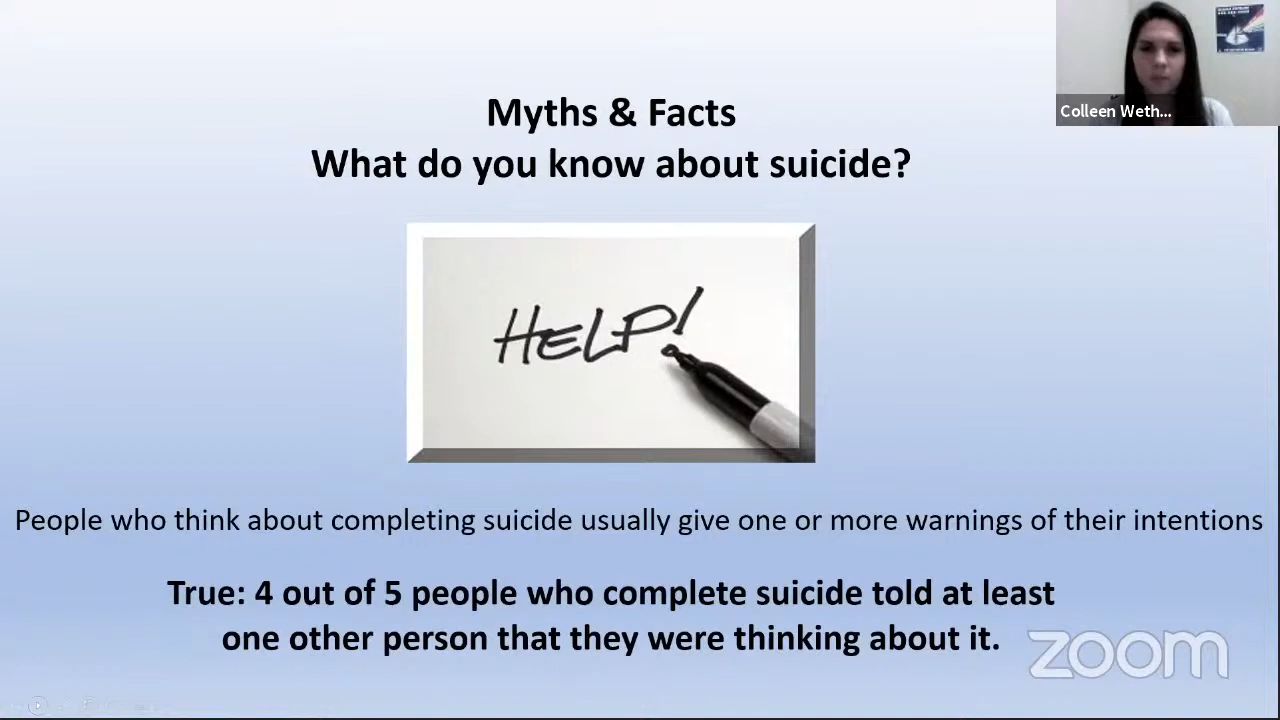 Colleen Weth...
Myths & Facts
What do you know about suicide?
HELP!
People who think about completing suicide usually give one or more warnings of their intentions
True: 4 out of 5 people who complete suicide told at least
one other person that they were thinking about it.
zoom